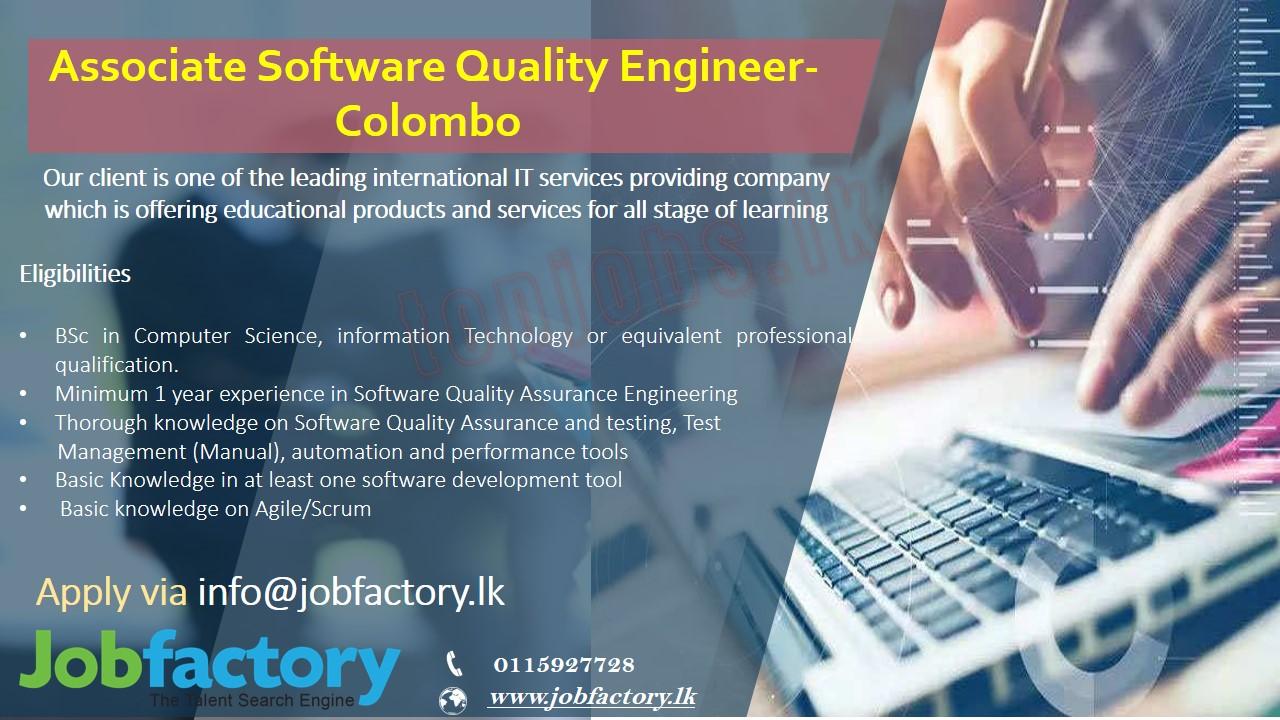 Associate Software Quality Engineer-
Colombo
Our client is one of the leading international IT services providing company
which is offering educational products and services for all stage of learning
Eligibilities
• BSc in Computer Science, information Technology or equivalent professional
qualification.
• Minimum 1 year experience in Software Quality Assurance Engineering
• Thorough knowledge on Software Quality Assurance and testing, Test
Management (Manual), automation and performance tools
• Basic Knowledge in at least one software development tool
• Basic knowledge on Agile/Scrum
topjobs.lk
Apply via info@jobfactory.lk
Jobfactory
The Talent Search Engine
0115927728
www.jobfactory.lk